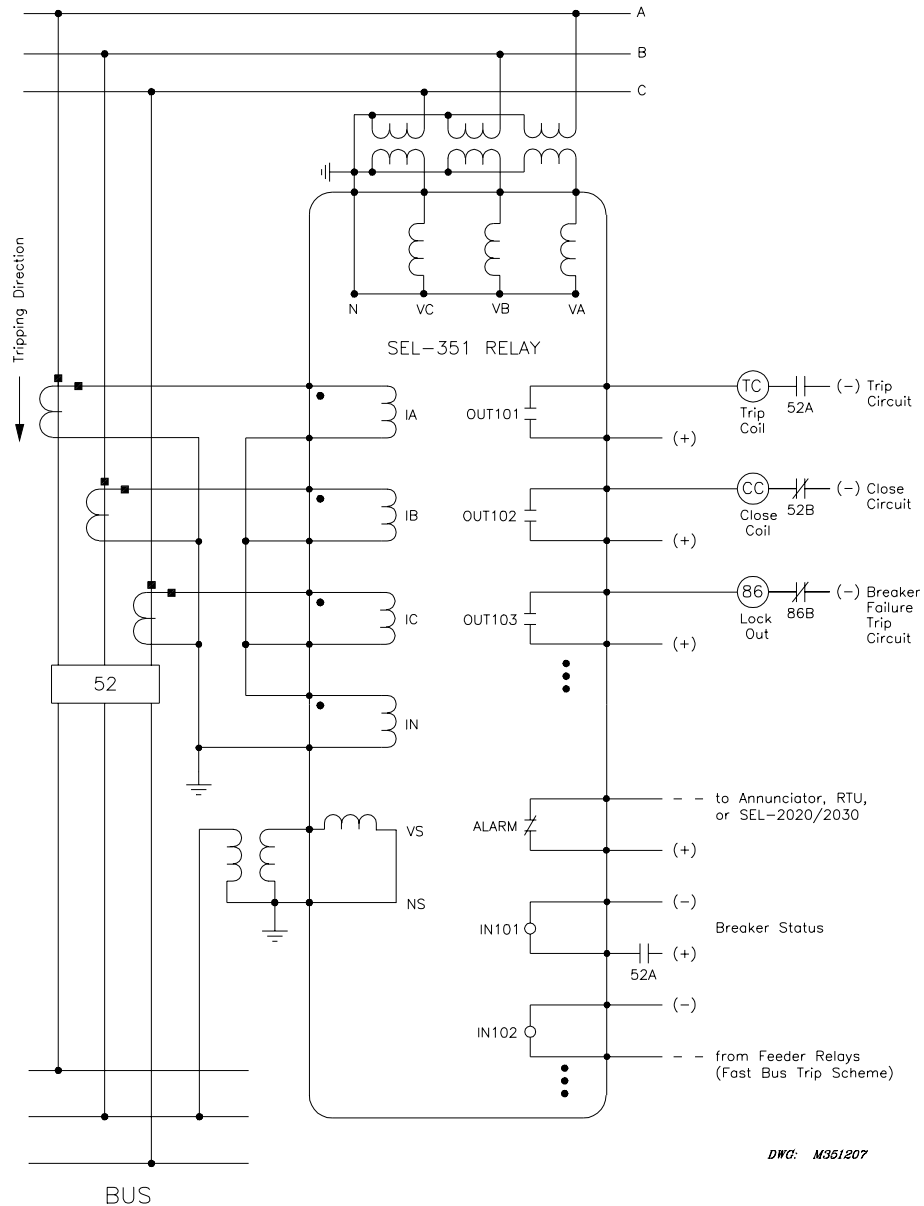 A
B
C
Tripping Direction
N
VC
VB
VA
SEL-351 RELAY
IA
OUT101
TC
Trip
Coil
52A
(-) Trip
Circuit
(+)
IB
OUT102
CC
Close
Coil
52B
(-) Close
Circuit
(+)
IC
OUT103
86
Lock
Out
86B
(-) Breaker
Failure
Trip
Circuit
(+)
52
IN
ALARM
to Annunciator, RTU,
or SEL-2020/2030
(+)
VS
NS
IN101
(-)
Breaker Status
(+)
52A
IN102
(-)
from Feeder Relays
(Fast Bus Trip Scheme)
DWG: M351207
BUS